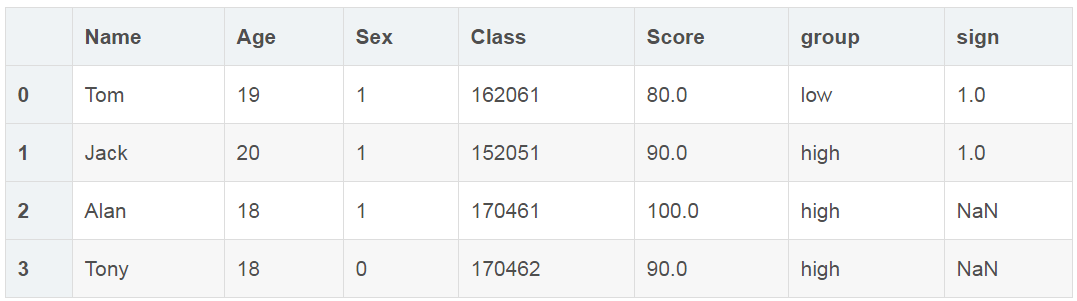 Name Age Sex Class Score group sign
0 Tom 19 1 162061 80.0 low 1.0
1 Jack 20 1 152051 90.0 high 1.0
2 Alan 18 1 170461 100.0 high NaN
3 Tony 18 0 170462 90.0 high NaN